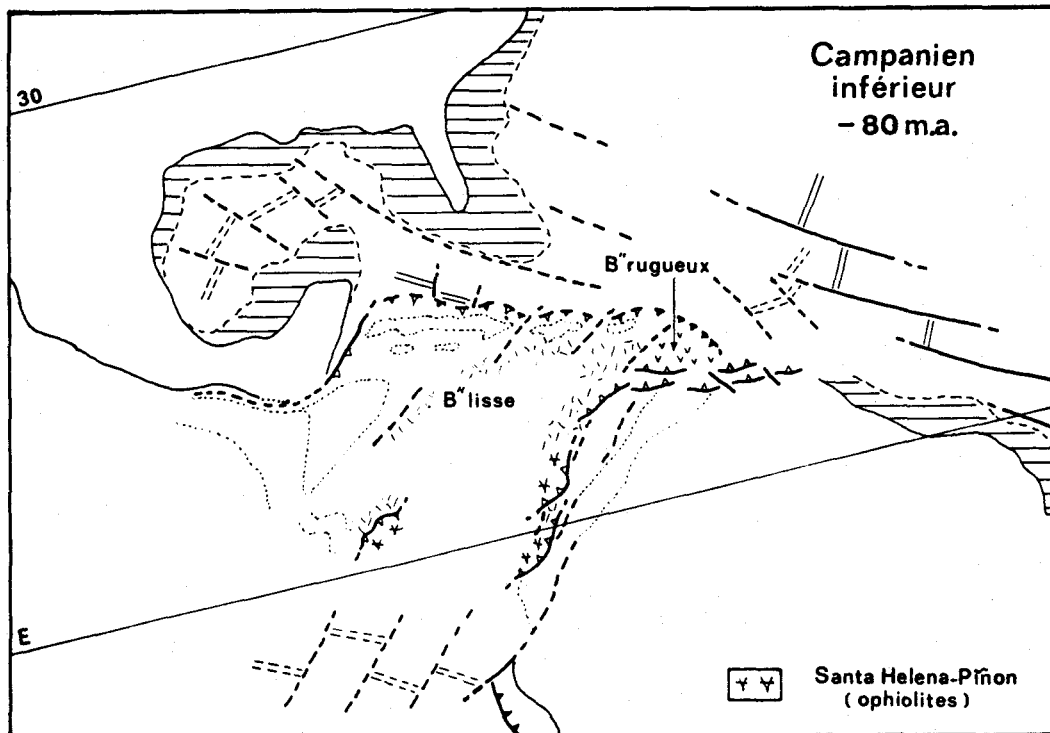 Campanien
inférieur
– 80 m.a.
30
B" rugueux
B" lisse
E
Santa Helena-Piñon
( ophiolites )